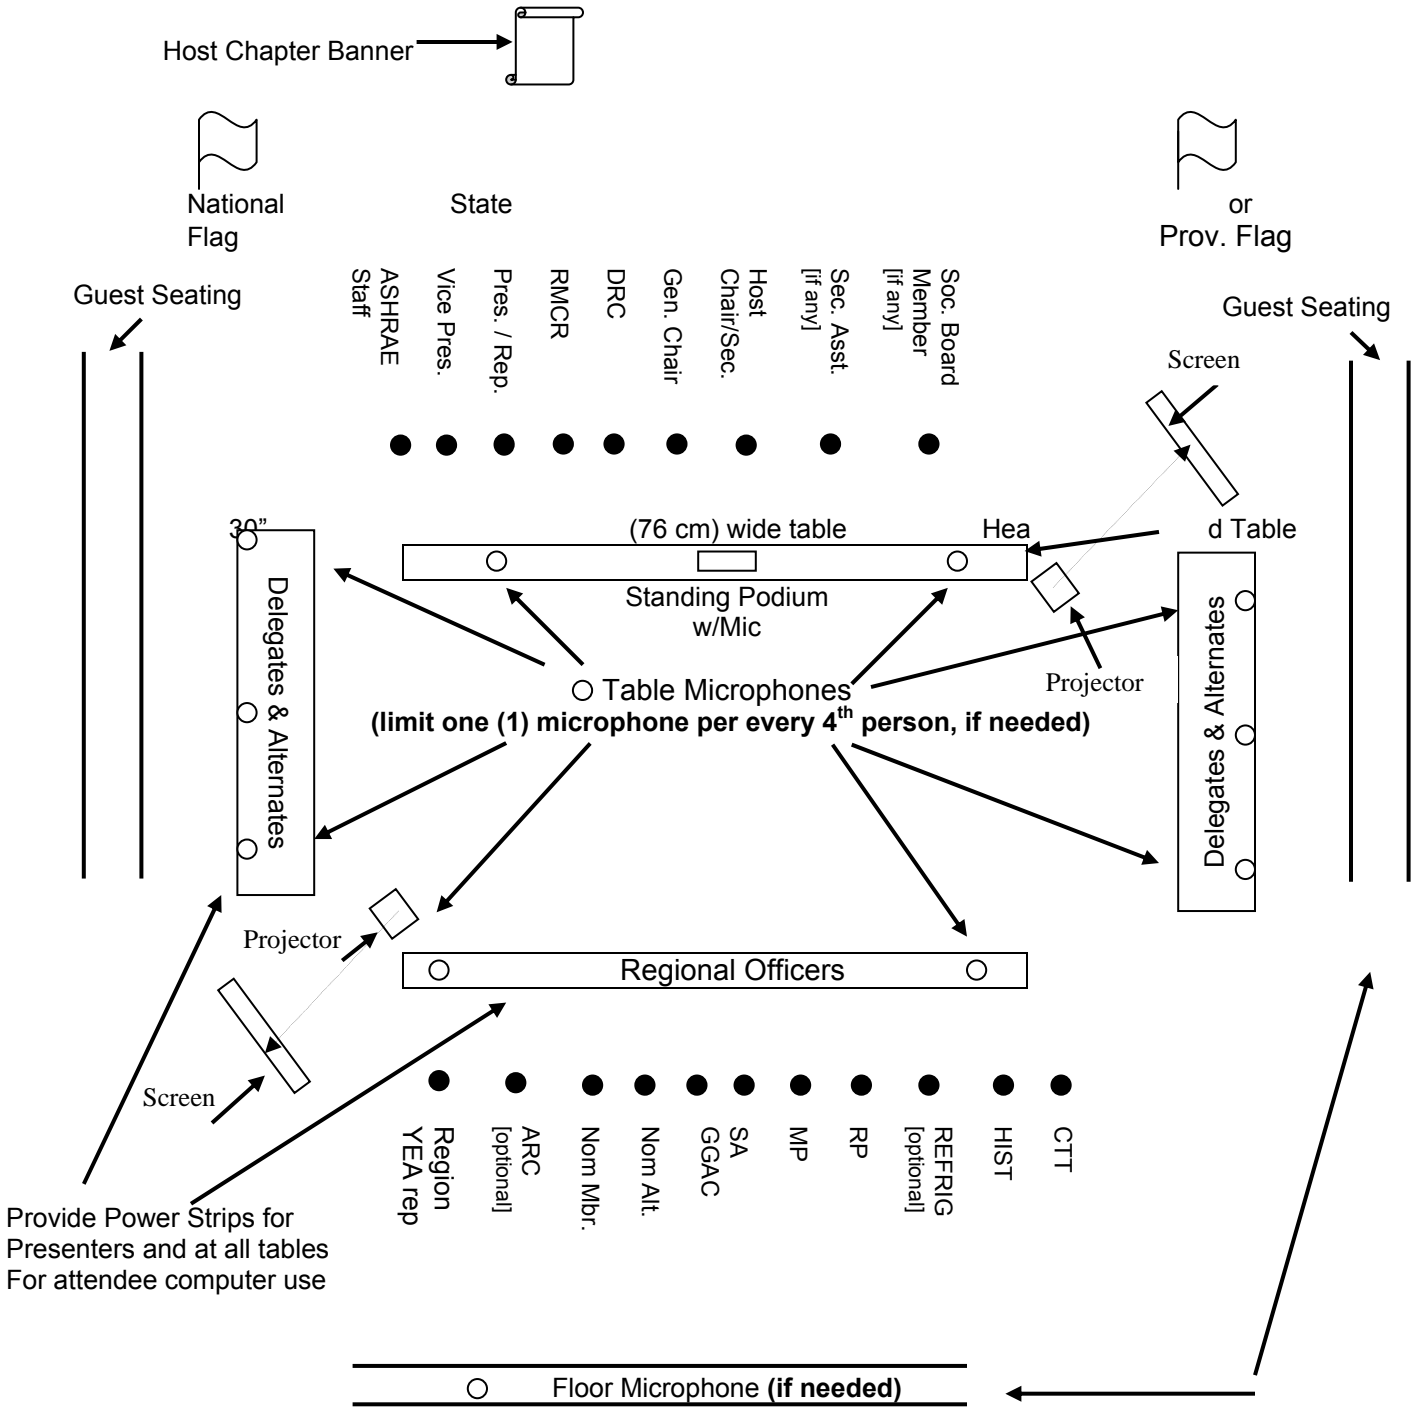 Host Chapter Banner
National
Flag
State
or
Prov. Flag
Guest Seating
Guest Seating
ASHRAE
Staff
Vice Pres.
Pres. / Rep.
RMCR
DRC
Gen. Chair
Host
Chair/Sec.
Sec. Asst.
[if any]
Soc. Board
Member
[if any]
Screen
30”
(76 cm) wide table
Hea
d Table
Standing Podium
w/Mic
Delegates & Alternates
Delegates & Alternates
Table Microphones
(limit one (1) microphone per every 4th person, if needed)
Projector
Projector
Regional Officers
Screen
Region
YEA rep
ARC
[optional]
Nom Mbr.
Nom Alt.
SA
GGAC
MP
RP
REFRIG
[optional]
HIST
CTT
Provide Power Strips for
Presenters and at all tables
For attendee computer use
Floor Microphone (if needed)